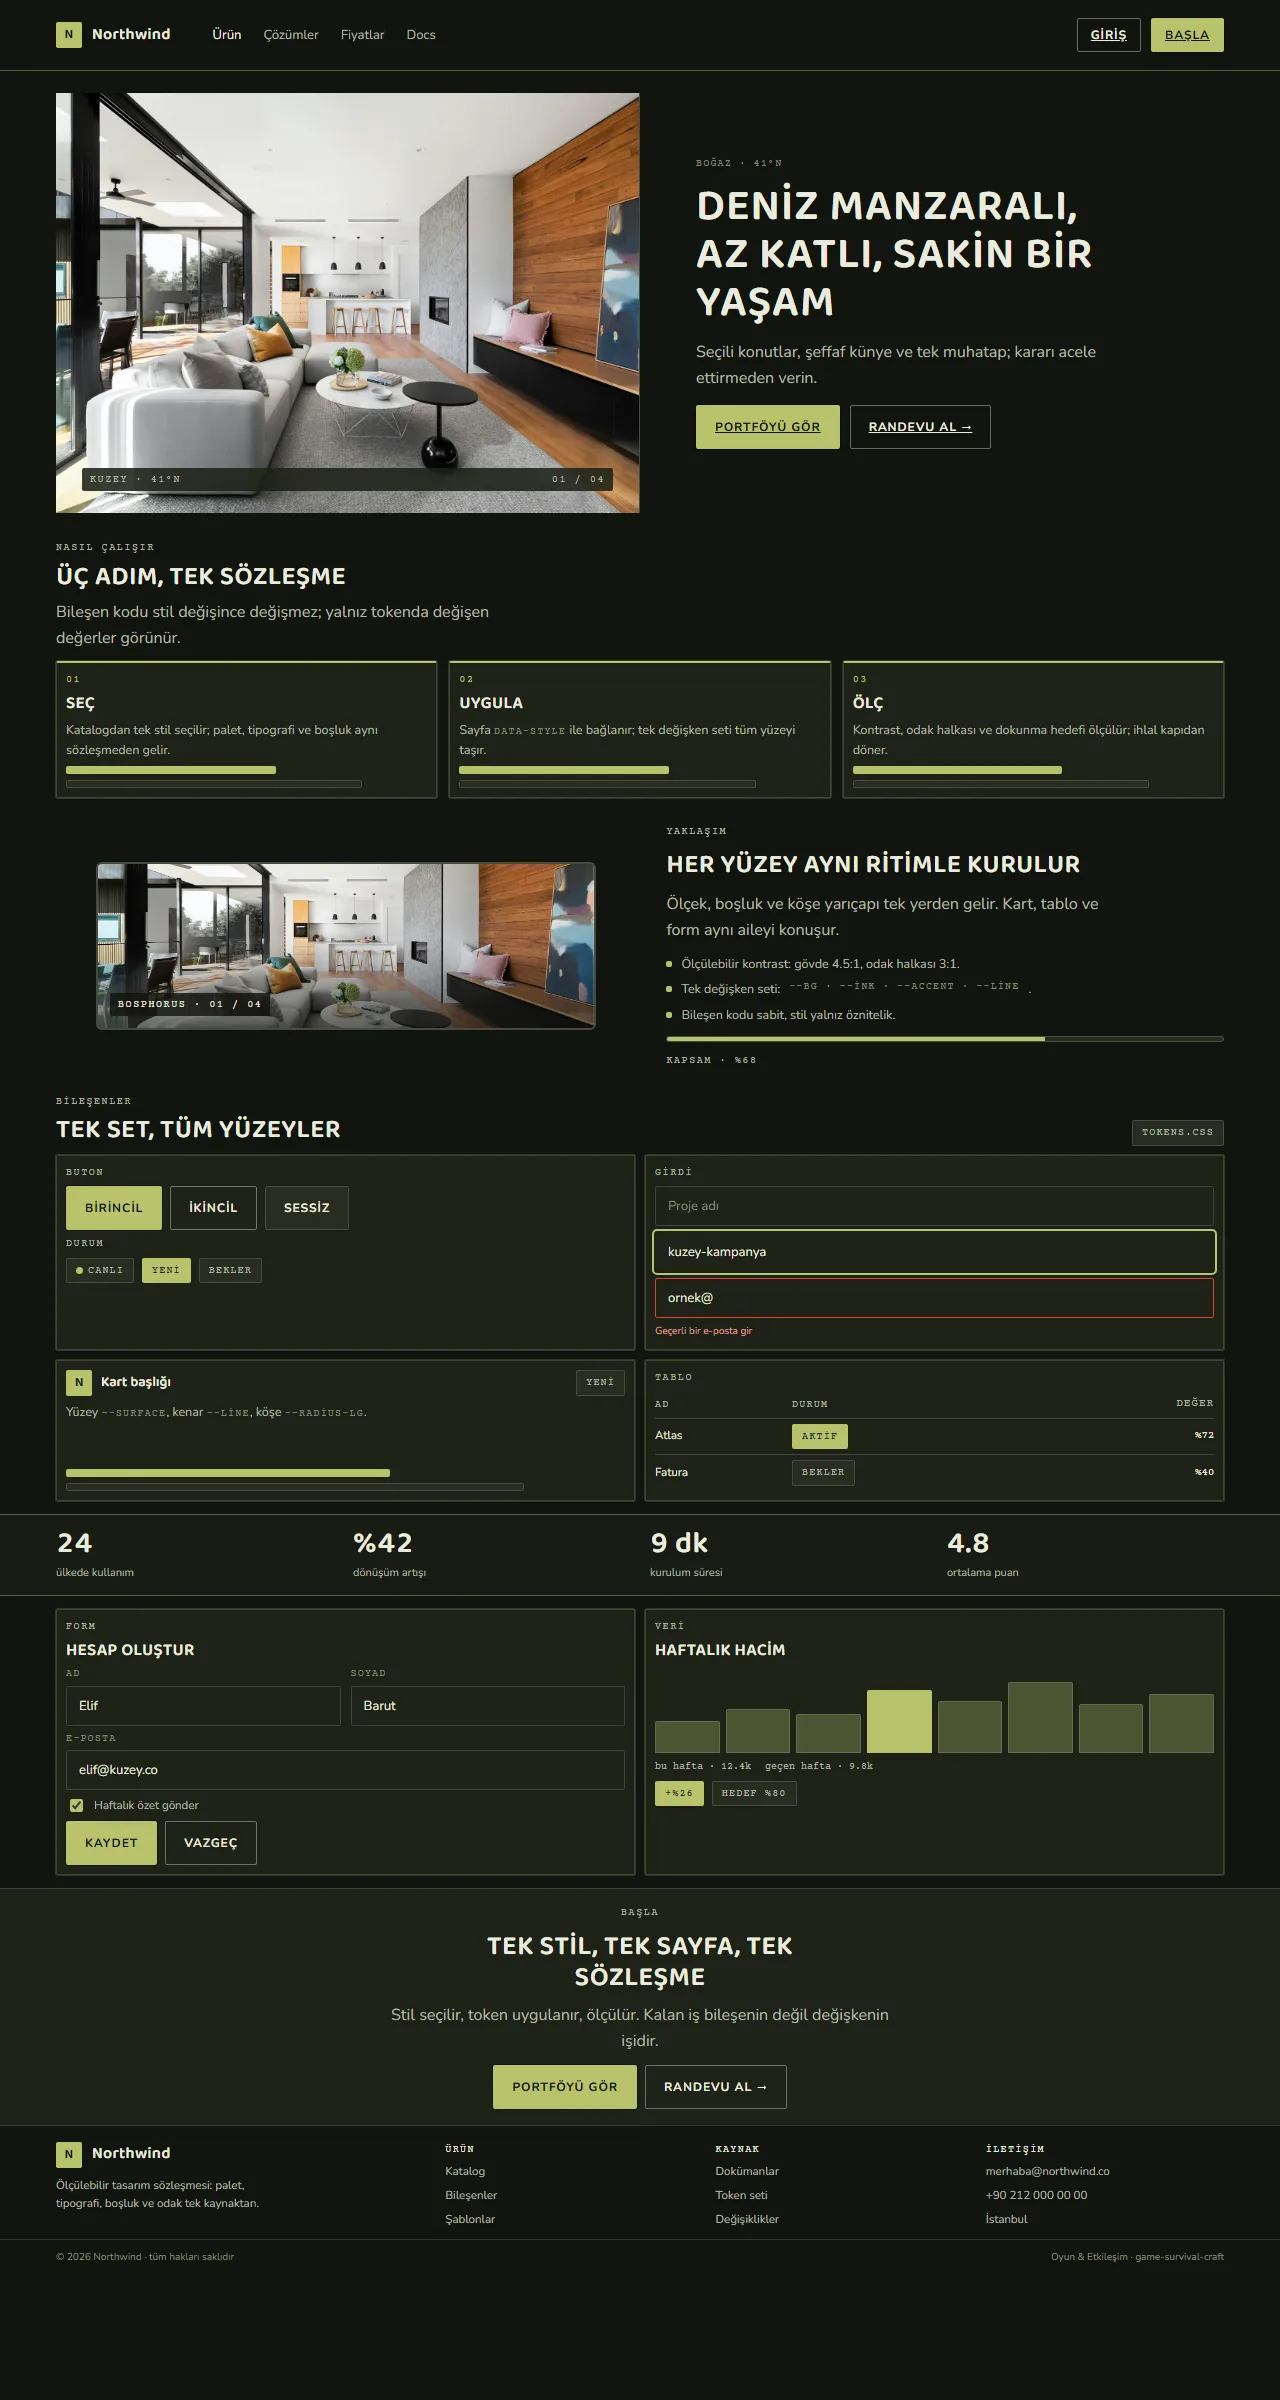 N Northwind Ürün Çözümler Fiyatlar Docs GİRİŞ BAŞLA
BOĞAZ · 41°N
DENİZ MANZARALI,
AZ KATLI, SAKİN BİR
YAŞAM
Seçili konutlar, şeffaf künye ve tek muhatap; kararı acele
ettirmeden verin.
PORTFÖYÜ GÖR RANDEVU AL →
KUZEY · 41°N 01 / 04
NASIL ÇALIŞIR
ÜÇ ADIM, TEK SÖZLEŞME
Bileşen kodu stil değişince değişmez; yalnız tokenda değişen
değerler görünür.
01
SEÇ
Katalogdan tek stil seçilir; palet, tipografi ve boşluk aynı
sözleşmeden gelir.
02
UYGULA
Sayfa DATA-STYLE ile bağlanır; tek değişken seti tüm yüzeyi
taşır.
03
ÖLÇ
Kontrast, odak halkası ve dokunma hedefi ölçülür; ihlal kapıdan
döner.
BOSPHORUS · 01 / 04
YAKLAŞIM
HER YÜZEY AYNI RİTİMLE KURULUR
Ölçek, boşluk ve köşe yarıçapı tek yerden gelir. Kart, tablo ve
form aynı aileyi konuşur.
Ölçülebilir kontrast: gövde 4.5:1, odak halkası 3:1.
Tek değişken seti: --BG · --İNK · --ACCENT · --LİNE .
Bileşen kodu sabit, stil yalnız öznitelik.
KAPSAM · %68
BİLEŞENLER
TEK SET, TÜM YÜZEYLER
TOKENS.CSS
BUTON
BİRİNCİL İKİNCİL SESSİZ
DURUM
CANLI YENİ BEKLER
GİRDİ
Proje adı
kuzey-kampanya
ornek@
Geçerli bir e-posta gir
N Kart başlığı YENİ
Yüzey --SURFACE, kenar --LİNE, köşe --RADIUS-LG.
TABLO
AD DURUM DEĞER
Atlas AKTİF %72
Fatura BEKLER %40
24 %42 9 dk 4.8
ülkede kullanım dönüşüm artışı kurulum süresi ortalama puan
FORM
HESAP OLUŞTUR
AD SOYAD
Elif Barut
E-POSTA
elif@kuzey.co
Haftalık özet gönder
KAYDET VAZGEÇ
VERİ
HAFTALIK HACİM
bu hafta · 12.4k geçen hafta · 9.8k
+%26 HEDEF %80
BAŞLA
TEK STİL, TEK SAYFA, TEK
SÖZLEŞME
Stil seçilir, token uygulanır, ölçülür. Kalan iş bileşenin değil değişkenin
işidir.
PORTFÖYÜ GÖR RANDEVU AL →
N Northwind
Ölçülebilir tasarım sözleşmesi: palet,
tipografi, boşluk ve odak tek kaynaktan.
ÜRÜN
Katalog
Bileşenler
Şablonlar
KAYNAK
Dokümanlar
Token seti
Değişiklikler
İLETİŞİM
merhaba@northwind.co
+90 212 000 00 00
İstanbul
© 2026 Northwind · tüm hakları saklıdır Oyun & Etkileşim · game-survival-craft